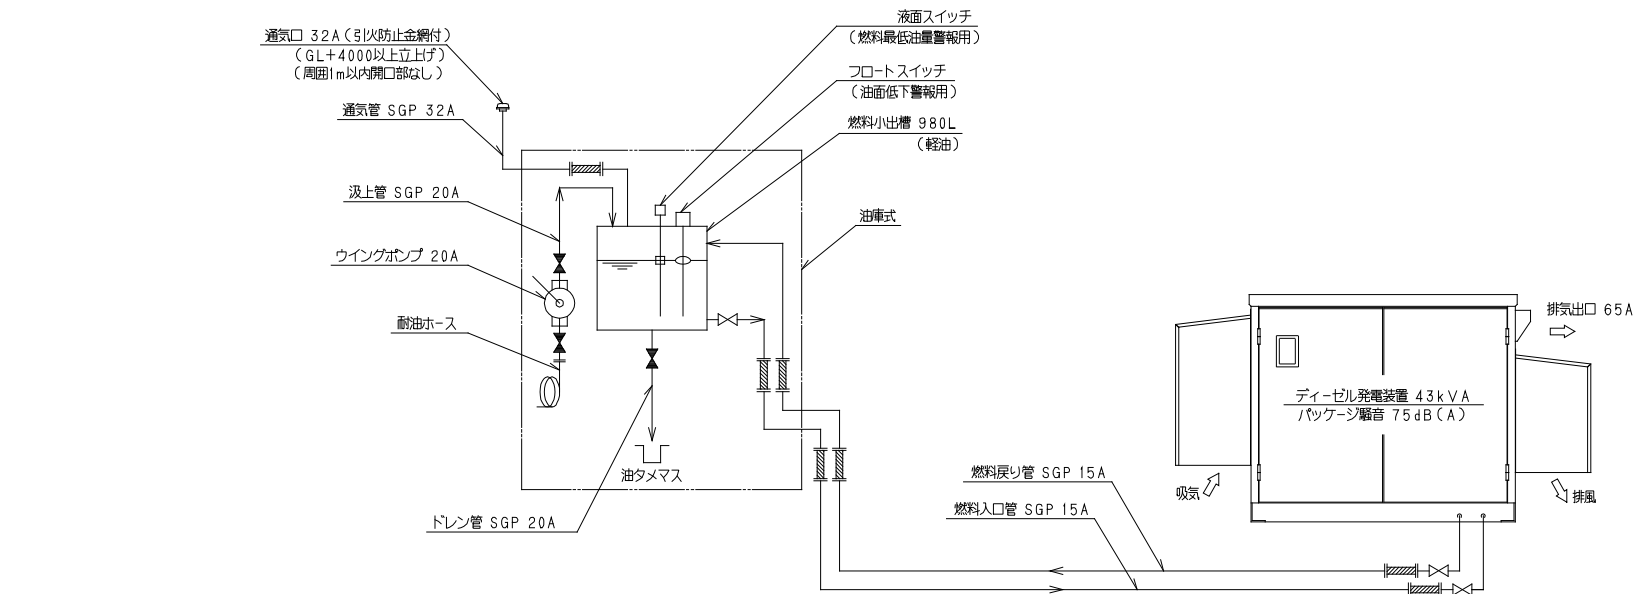 通気口 32A(引火防止金網付)
(GL+4000以上立上げ)
(周囲1m以内開口部なし)
通気管 SGP 32A
汲上管 SGP 20A
ウイングポンプ 20A
耐油ホース
ドレン管 SGP 20A
油タメマス
液面スイッチ
(燃料最低油量警報用)
フロートスイッチ
(油面低下警報用)
燃料小出槽 980L
(軽油)
油庫式
燃料戻り管 SGP 15A
燃料入口管 SGP 15A
排気出口 65A
ディーゼル発電装置 43kVA
パッケージ騒音 75dB(A)
吸気
排風